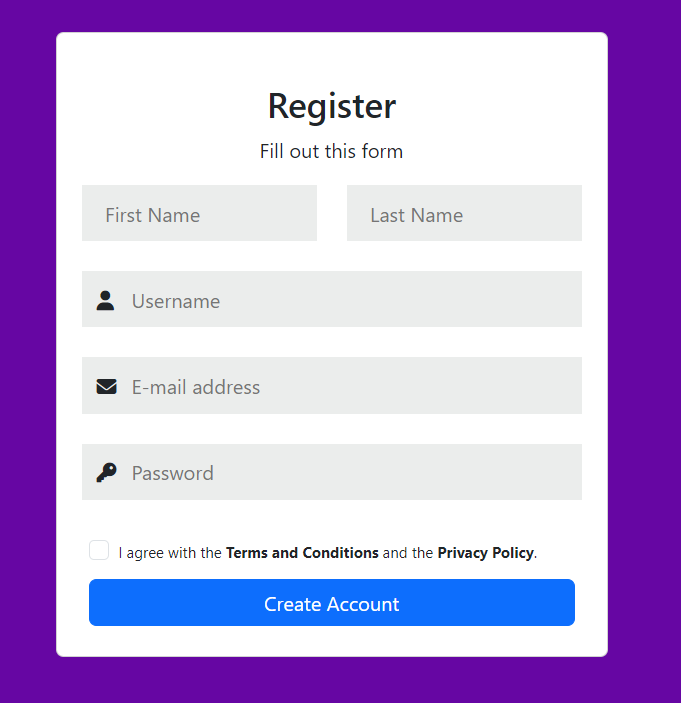 Register
Fill out this form
First Name Last Name
Username
E-mail address
Password
I agree with the Terms and Conditions and the Privacy Policy.
Create Account